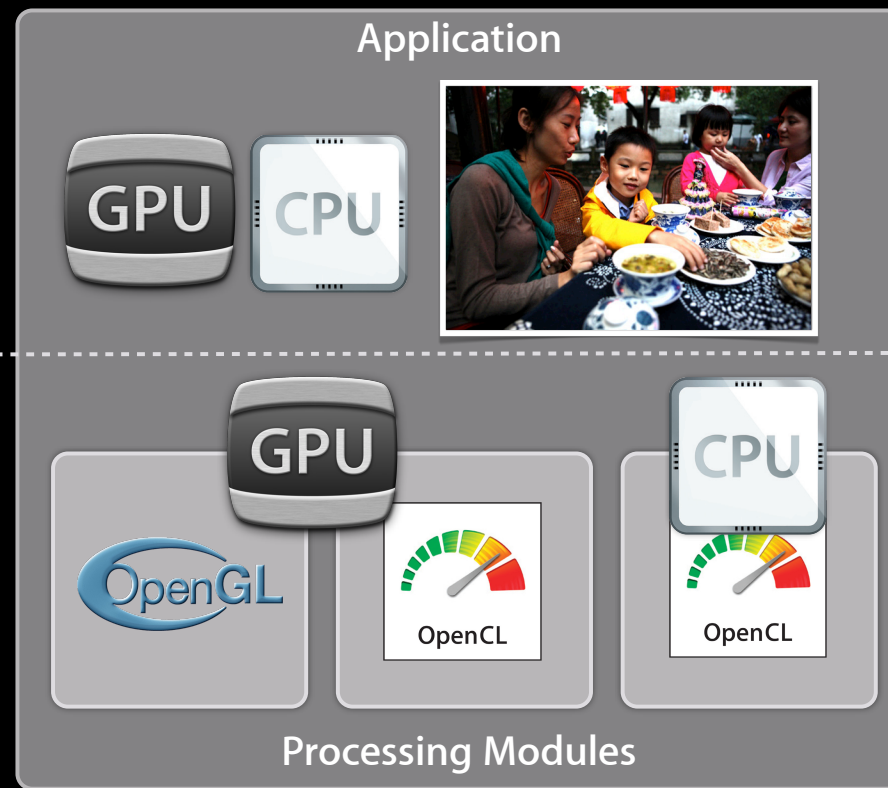 Application
GPU
CPU
GPU
CPU
OpenGL
OpenCL
OpenCL
Processing Modules